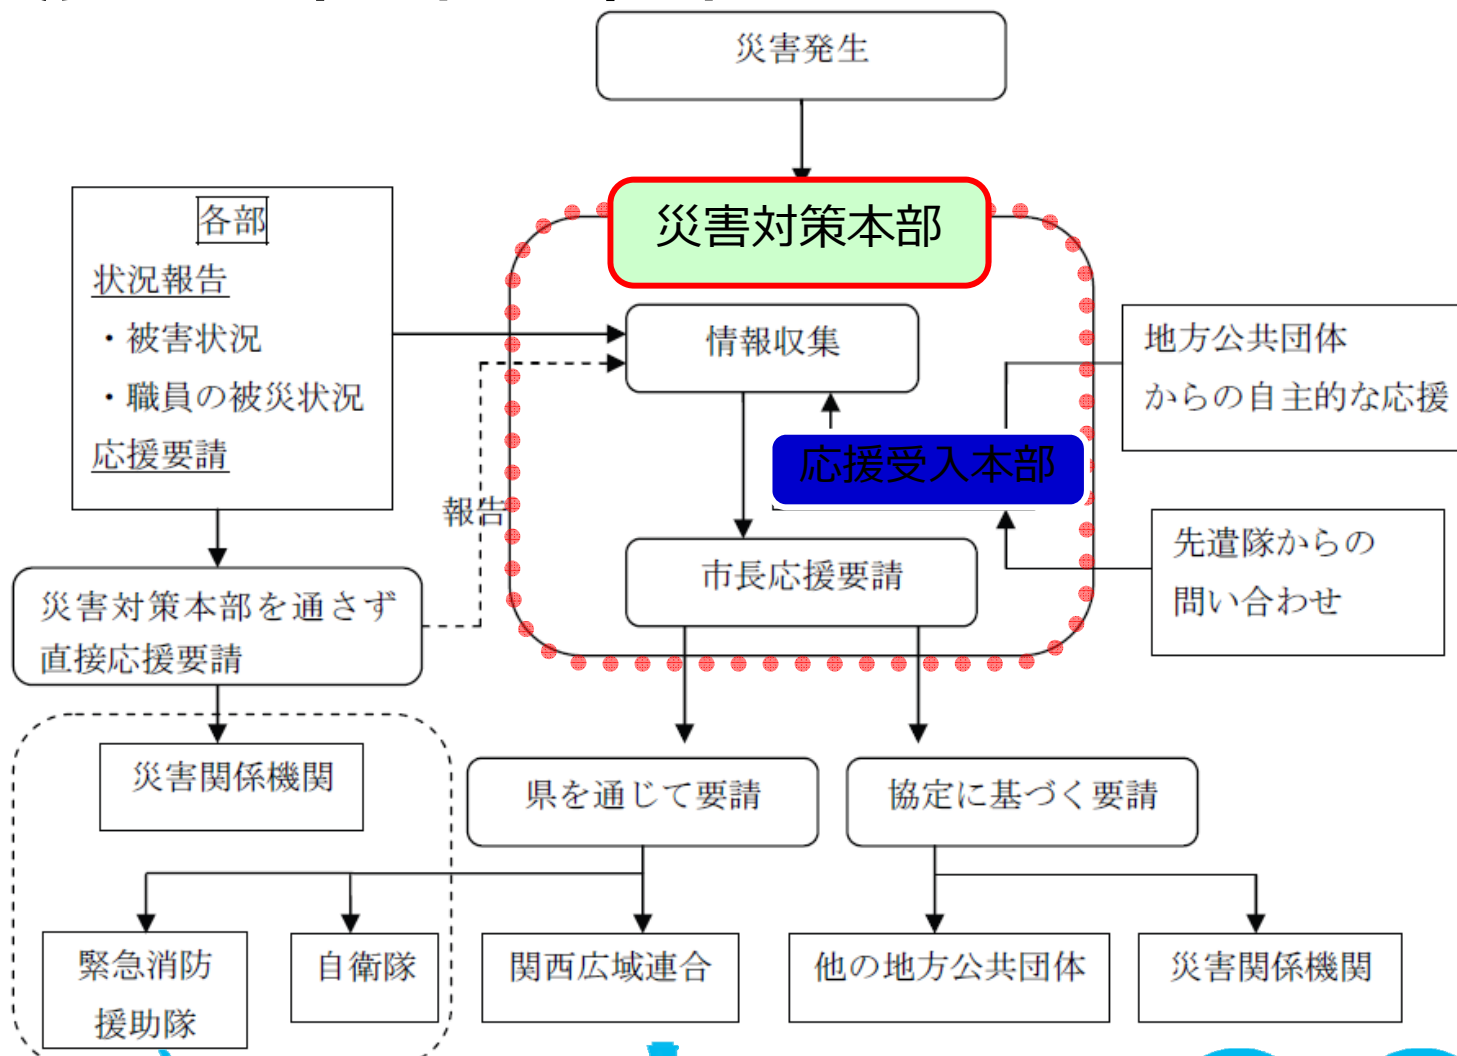 災害発生
災害対策本部
各部
状況報告
・被害状況
・職員の被災状況
応援要請
情報収集
地方公共団体
からの自主的な応援
応援受入本部
報告
市長応援要請
先遣隊からの
問い合わせ
災害対策本部を通さず
直接応援要請
災害関係機関
県を通じて要請
協定に基づく要請
緊急消防
援助隊
自衛隊
関西広域連合
他の地方公共団体
災害関係機関